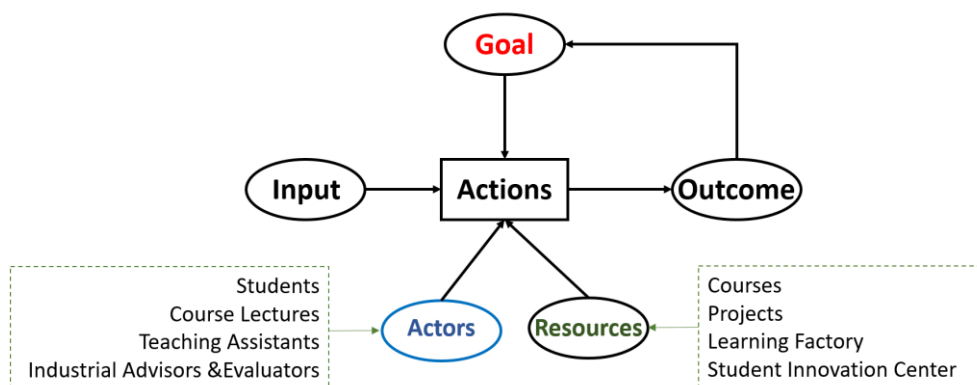 Goal
Input
Actions
Outcome
Students
Course Lectures
Teaching Assistants
Industrial Advisors &Evaluators
Actors
Resources
Courses
Projects
Learning Factory
Student Innovation Center